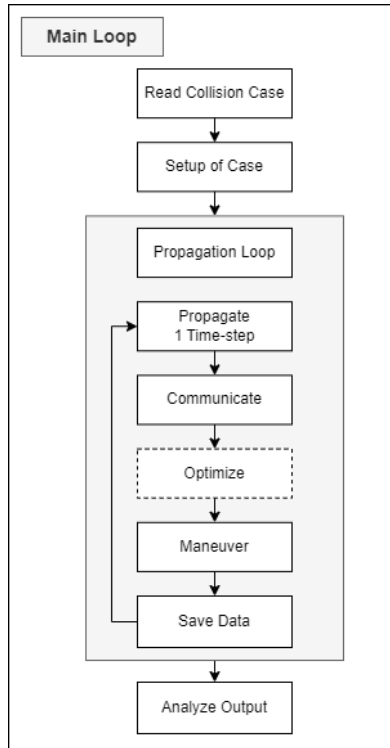 Main Loop
Read Collision Case
Setup of Case
Propagation Loop
Propagate
1 Time-step
Communicate
Optimize
Maneuver
Save Data
Analyze Output